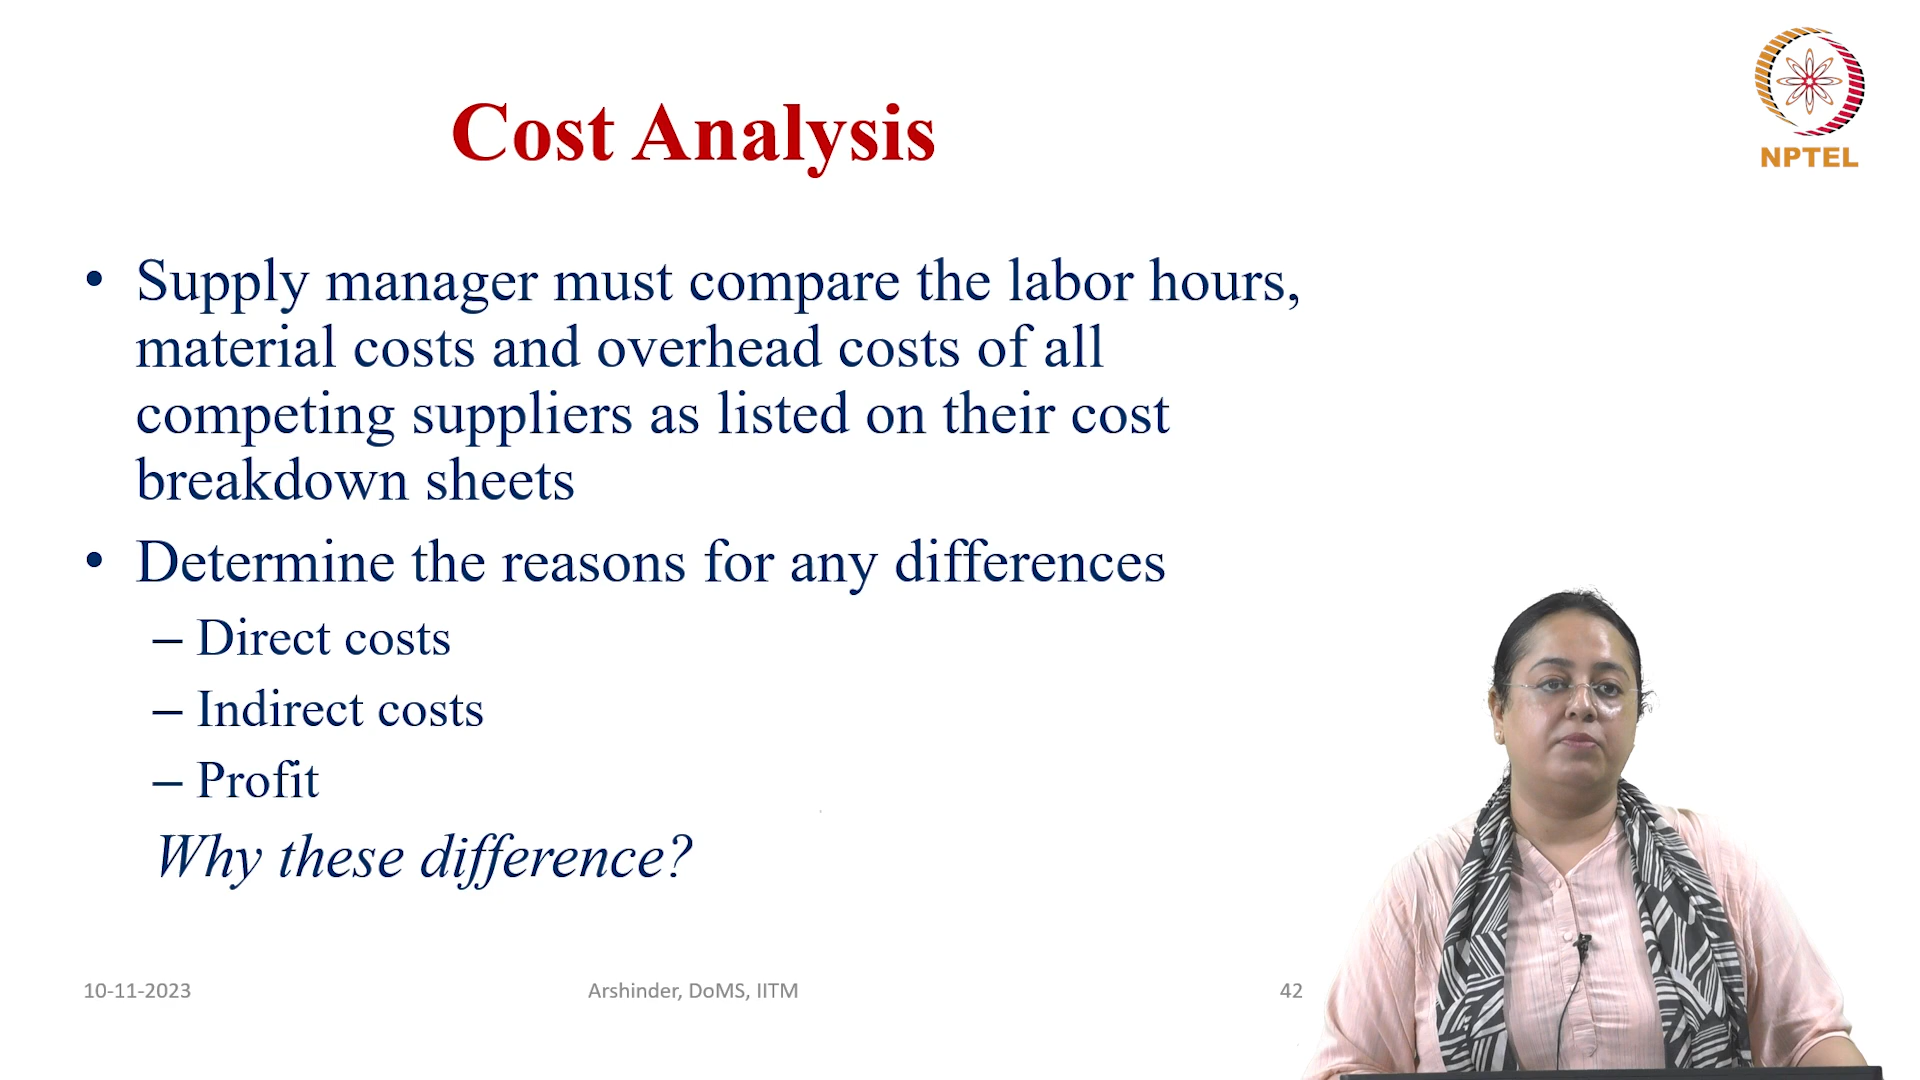 Cost Analysis
NPTEL
• Supply manager must compare the labor hours,
material costs and overhead costs of all
competing suppliers as listed on their cost
breakdown sheets
• Determine the reasons for any differences
– Direct costs
– Indirect costs
– Profit
Why these difference?
10-11-2023
Arshinder, DoMS, IITM
42